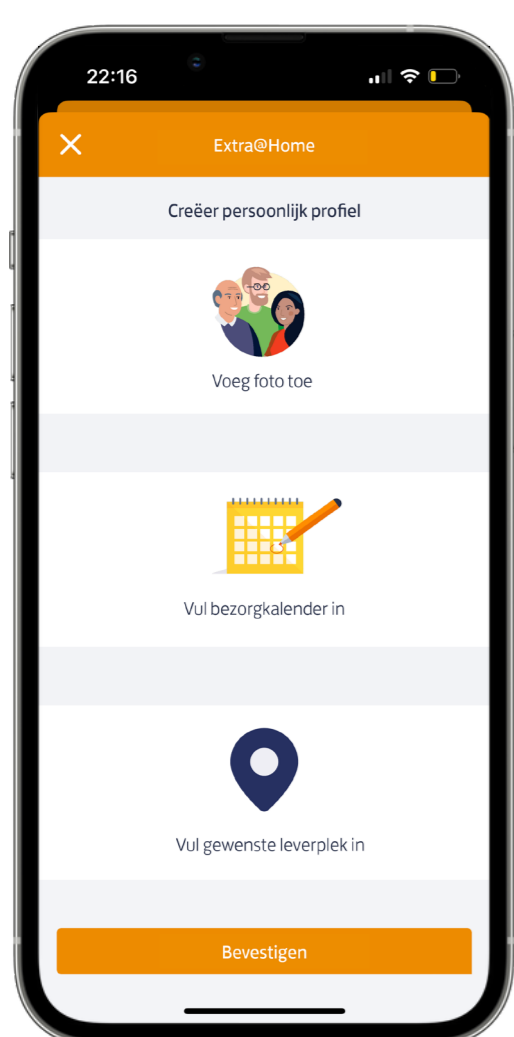 22:16
Extra@Home
Creëer persoonlijk profiel
Voeg foto toe
Vul bezorgkalender in
Vul gewenste leverplek in
Bevestigen